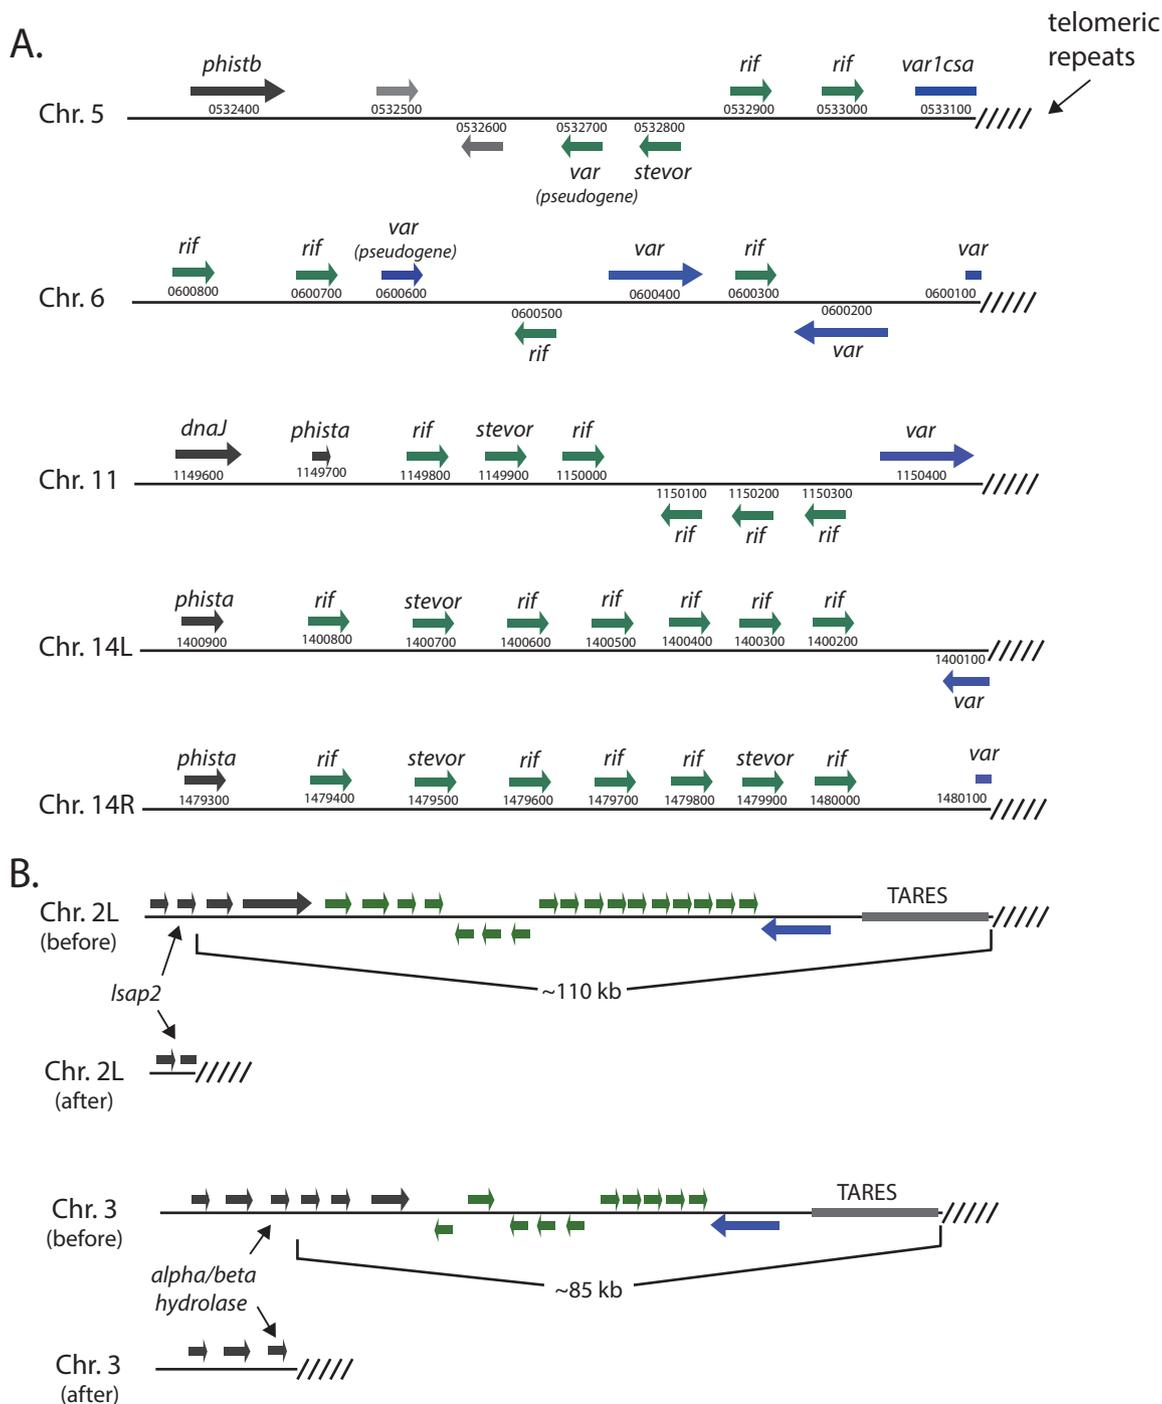 A.
telomeric
repeats
phistb
rif
rif
var1csa
Chr. 5
0532400
0532500
0532900
0533000
0533100
0532600
0532700
0532800
var
stevor
(pseudogene)
var
rif
rif
(pseudogene)
var
rif
var
Chr. 6
0600800
0600700
0600600
0600400
0600300
0600100
0600500
0600200
rif
var
dnaJ
phista
rif
stevor
rif
var
Chr. 11
1149600
1149700
1149800
1149900
1150000
1150400
1150100
1150200
1150300
rif
rif
rif
phista
rif
stevor
rif
rif
rif
rif
rif
Chr. 14L
1400900
1400800
1400700
1400600
1400500
1400400
1400300
1400200
1400100
var
phista
rif
stevor
rif
rif
rif
stevor
rif
var
Chr. 14R
1479300
1479400
1479500
1479600
1479700
1479800
1479900
1480000
1480100
B.
Chr. 2L
(before)
TARES
lsap2
~110 kb
Chr. 2L
(after)
Chr. 3
(before)
TARES
alpha/beta
hydrolase
~85 kb
Chr. 3
(after)